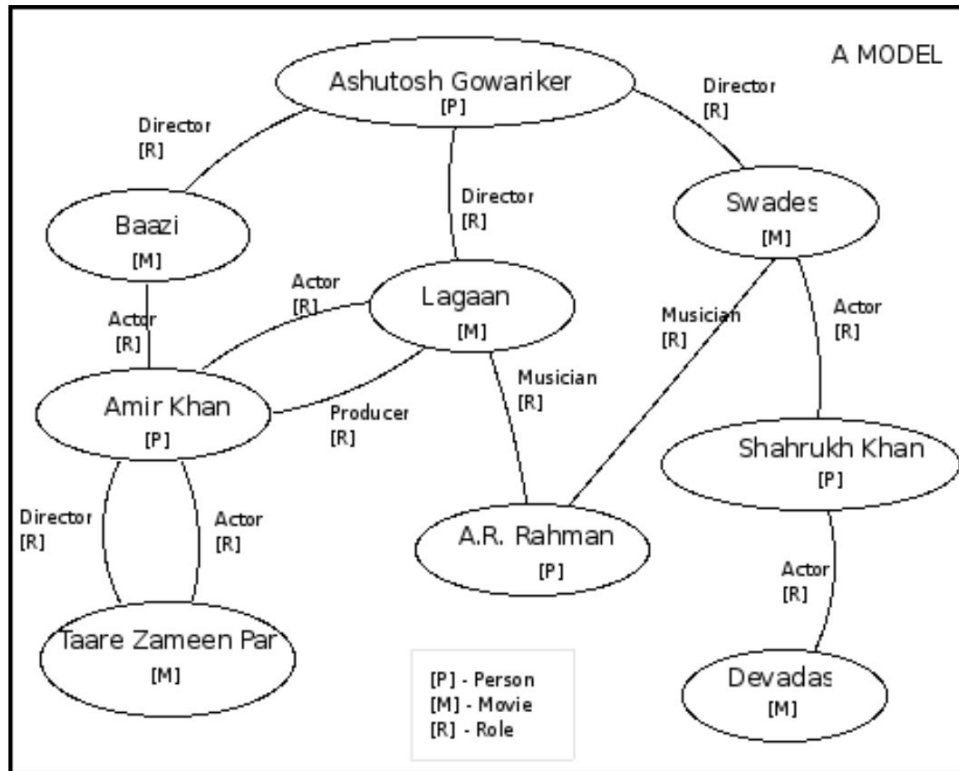 A MODEL
Ashutosh Gowariker
[P]
Director
[R]
Director
[R]
Director
[R]
Baazi
[M]
Swades
[M]
Lagaan
[M]
Actor
[R]
Actor
[R]
Musician
[R]
Actor
[R]
Amir Khan
[P]
Producer
[R]
Musician
[R]
Shahrukh Khan
[P]
Director
[R]
Actor
[R]
A.R. Rahman
[P]
Actor
[R]
Taare Zameen Par
[M]
Devadas
[M]
[P] - Person
[M] - Movie
[R] - Role